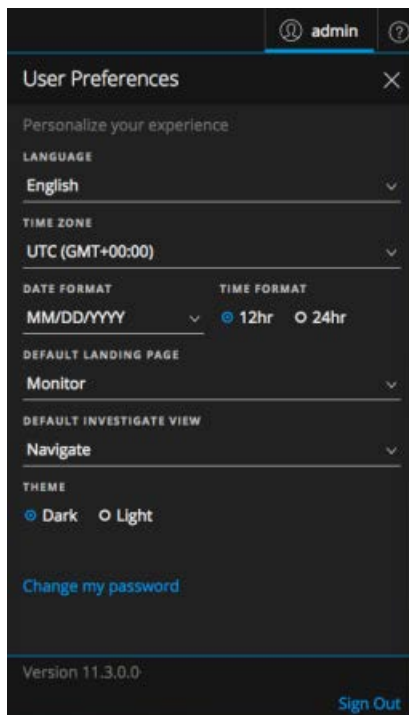 admin ?
User Preferences
Personalize your experience
LANGUAGE
English
TIME ZONE
UTC (GMT+00:00)
DATE FORMAT TIME FORMAT
MM/DD/YYYY 12hr 24hr
DEFAULT LANDING PAGE
Monitor
DEFAULT INVESTIGATE VIEW
Navigate
THEME
Dark Light
Change my password
Version 11.3.0.0
Sign Out